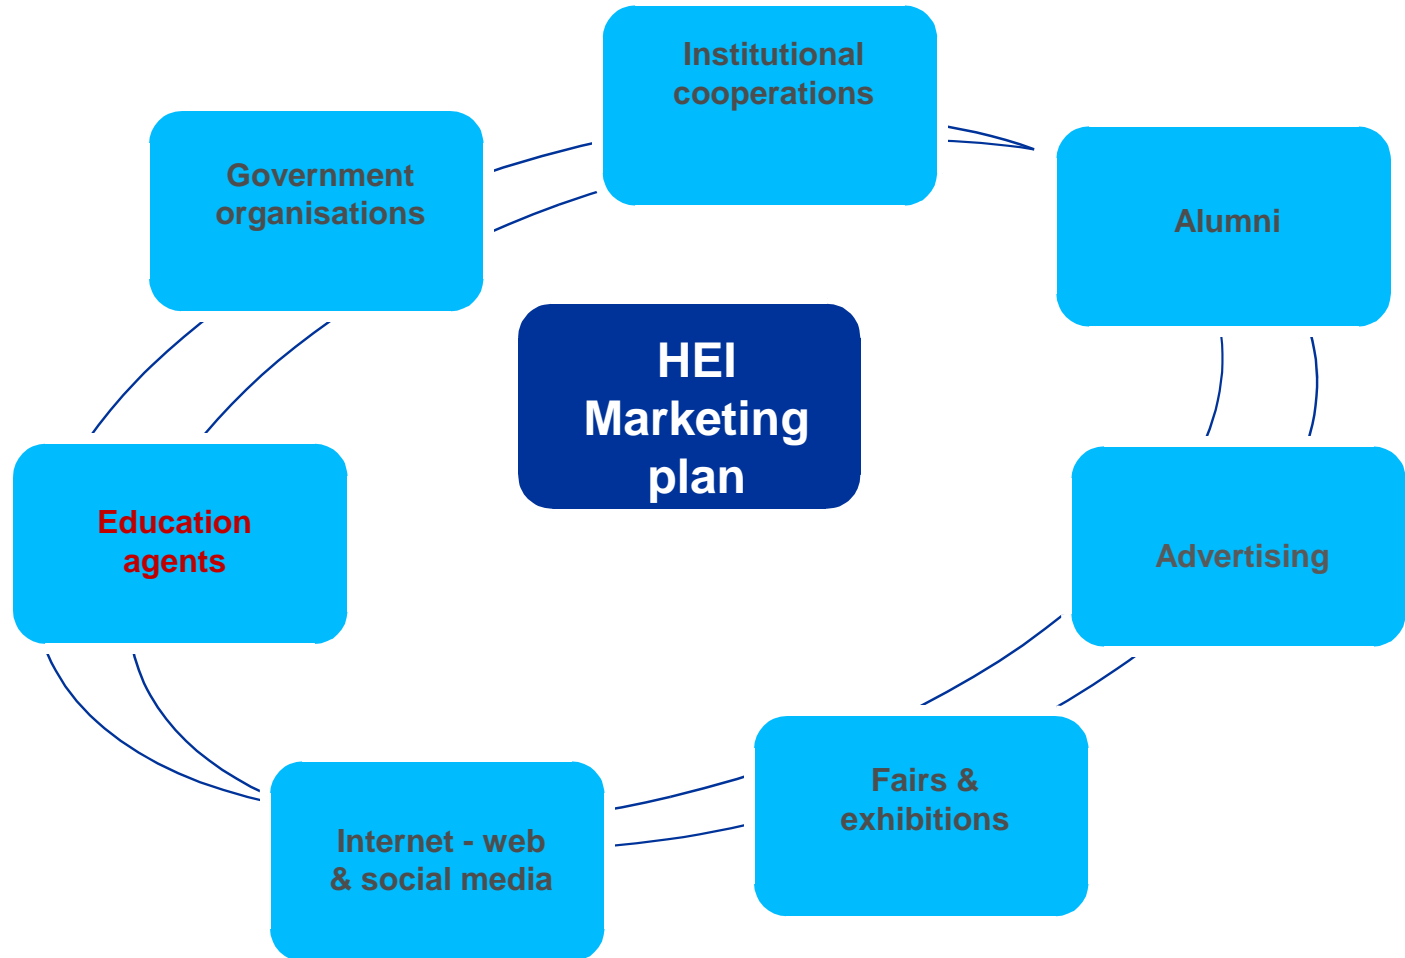 Institutional
cooperations
Government
organisations
Alumni
HEI
Marketing
plan
Education
agents
Advertising
Fairs &
exhibitions
Internet - web
& social media